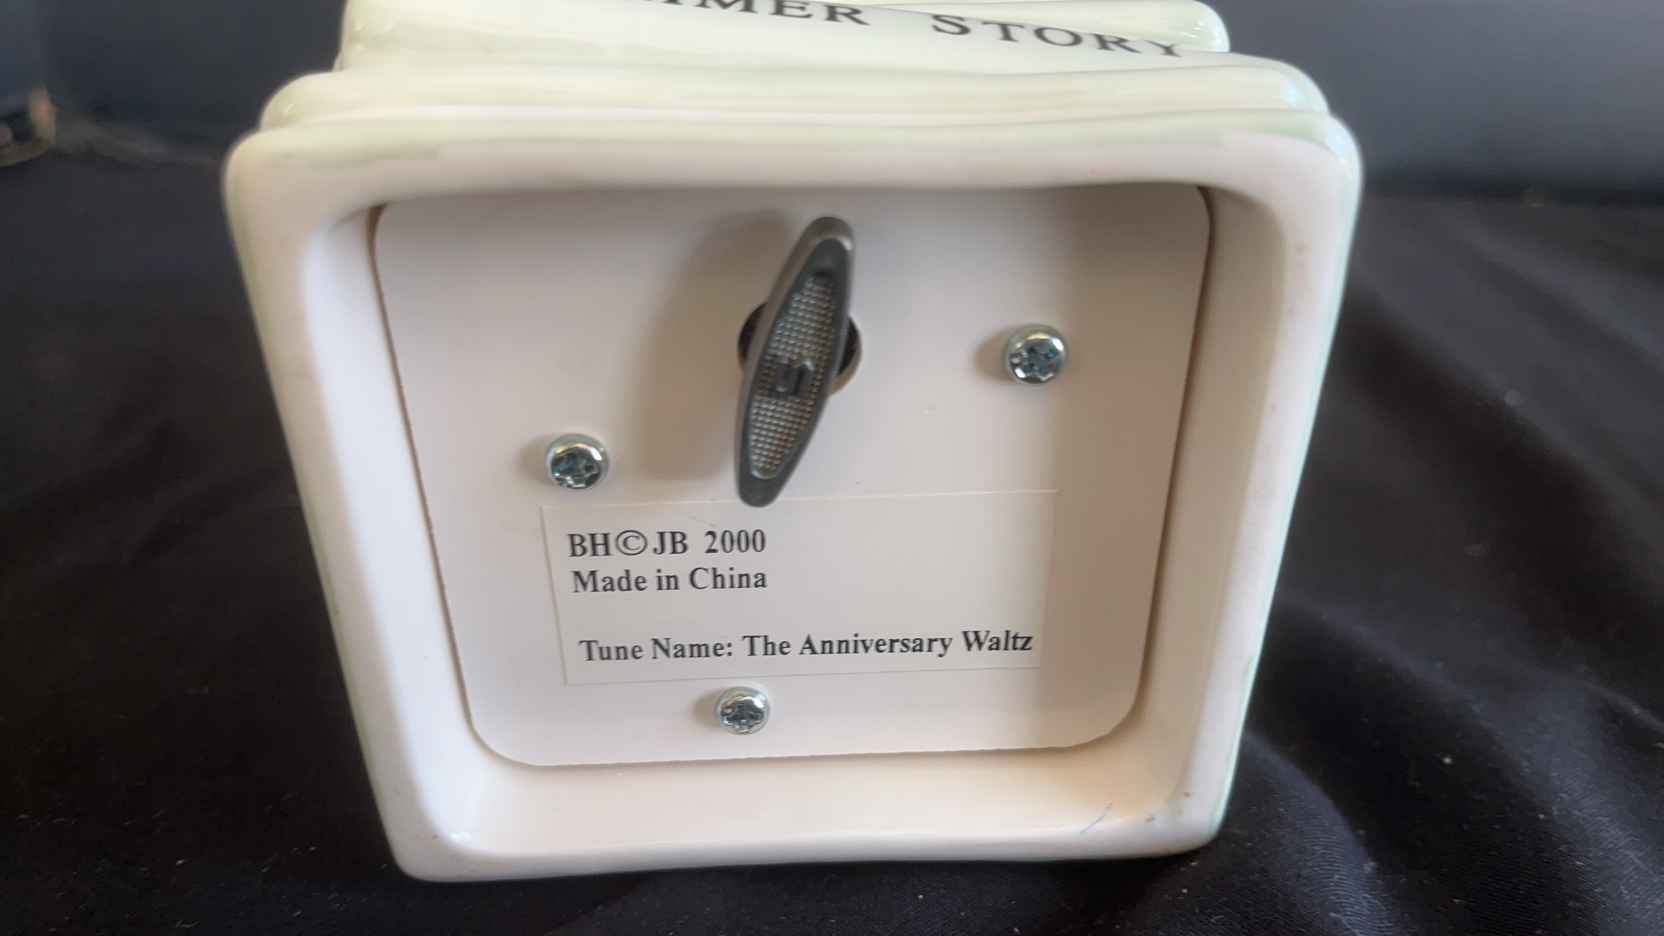 STORY
BH©JB 2000
Made in China
Tune Name: The Anniversary Waltz